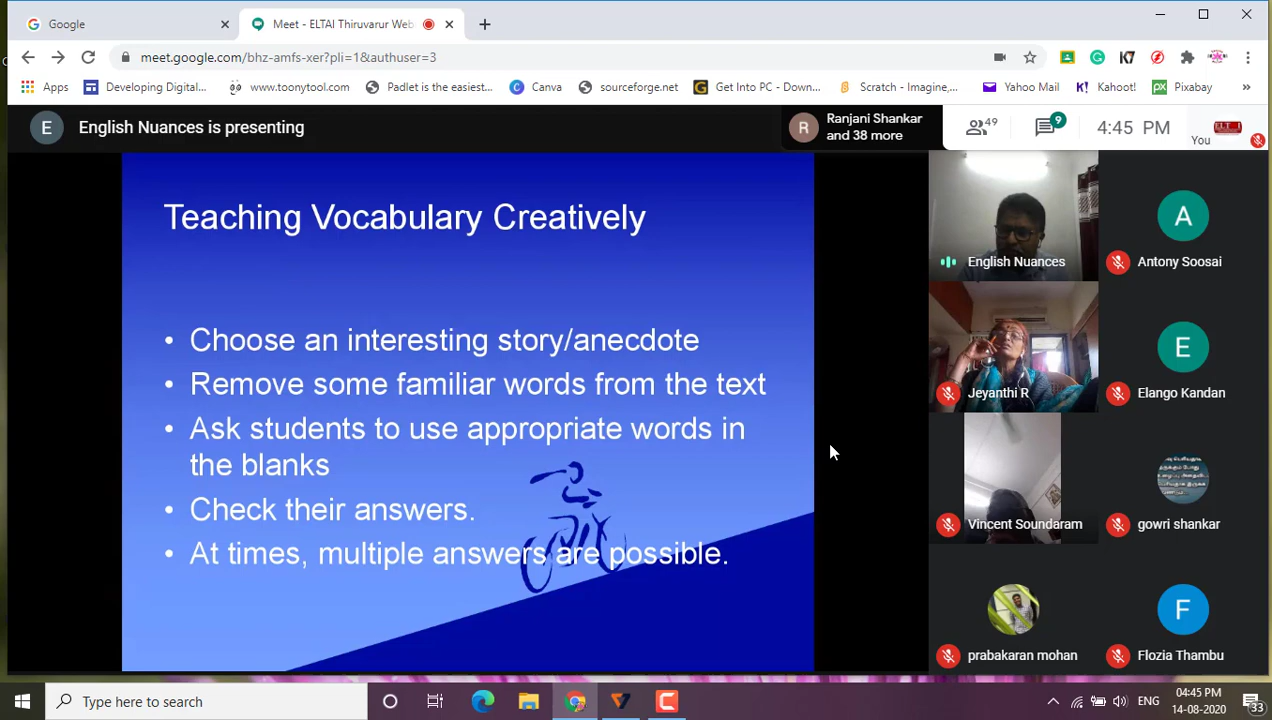 Google
Meet - ELTAI Thiruvarur Web
meet.google.com/bhz-amfs-xer?pli=1&authuser=3
Apps
Developing Digital...
www.tonytool.com
Padlet is the easiest...
Canva
sourceforge.net
Get Into PC - Down...
Scratch - Imagine,...
Yahoo Mail
Kahoot!
px
Pixabay
»
E
English Nuances is presenting
R
Ranjani Shankar
and 38 more
49
9
4:45 PM
You
Teaching Vocabulary Creatively
• Choose an interesting story/anecdote
• Remove some familiar words from the text
• Ask students to use appropriate words in
the blanks
• Check their answers.
• At times, multiple answers are possible.
English Nuances
A
Antony Soosai
Jeyanthi R
E
Elango Kandan
Vincent Soundaram
gowri shankar
prabakaran mohan
F
Flozia Thambu
Type here to search
ENG
04:45 PM
14-08-2020
33